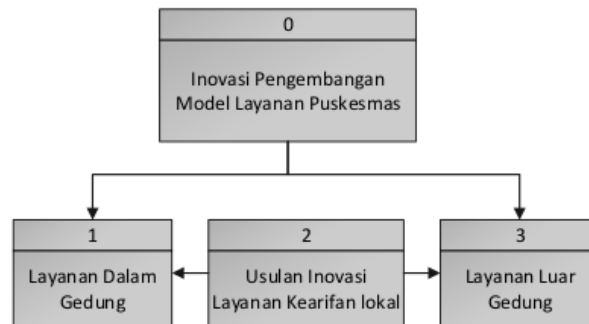 0
Inovasi Pengembangan
Model Layanan Puskesmas
1
Layanan Dalam
Gedung
2
Usulan Inovasi
Layanan Kearifan lokal
3
Layanan Luar
Gedung